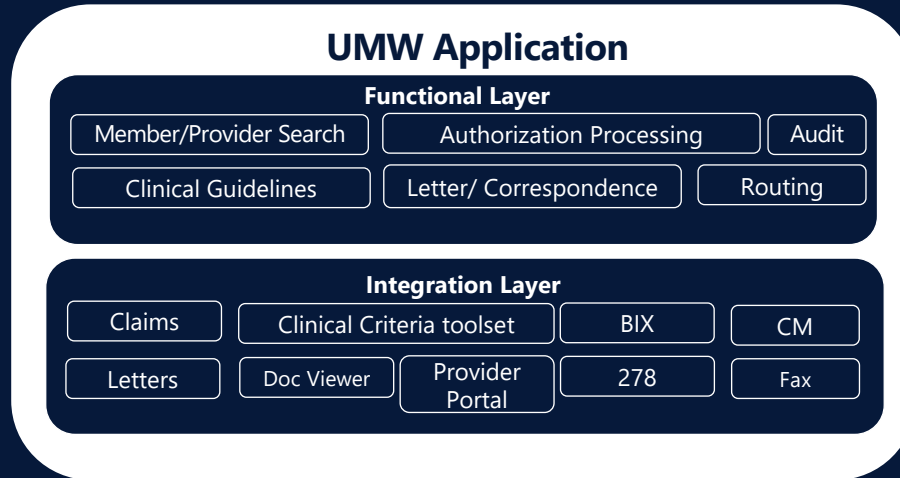 UMW Application
Functional Layer
Member/Provider Search
Authorization Processing
Audit
Clinical Guidelines
Letter/ Correspondence
Routing
Integration Layer
Claims
Clinical Criteria toolset
BIX
CM
Letters
Doc Viewer
Provider
Portal
278
Fax